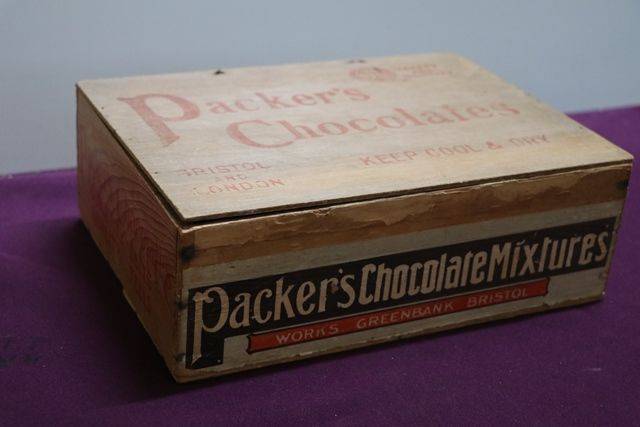 Packer's
Chocolates
BRISTOL
AND
LONDON
KEEP COOL & DRY
Packer's Chocolate Mixtures
WORKS GREENBANK BRISTOL